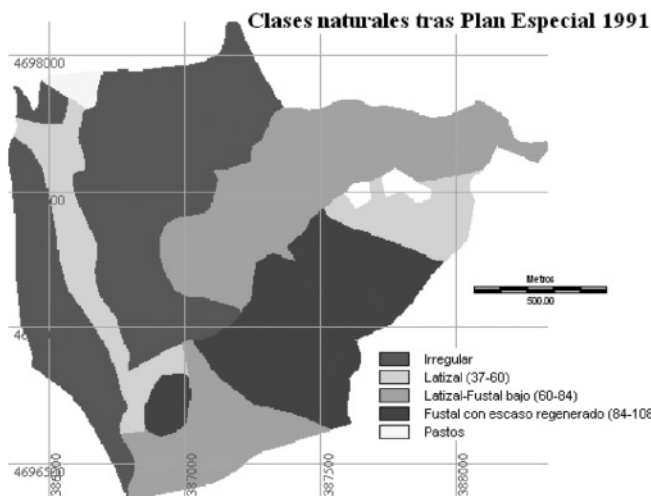 Clases naturales tras Plan Especial 1991
4698000
Metros
500.00
Irregular
Latizal (37-60)
Latizal-Fustal bajo (60-84)
Fustal con escaso regenerado (84-108
Pastos
4696500
387000
387500
388000